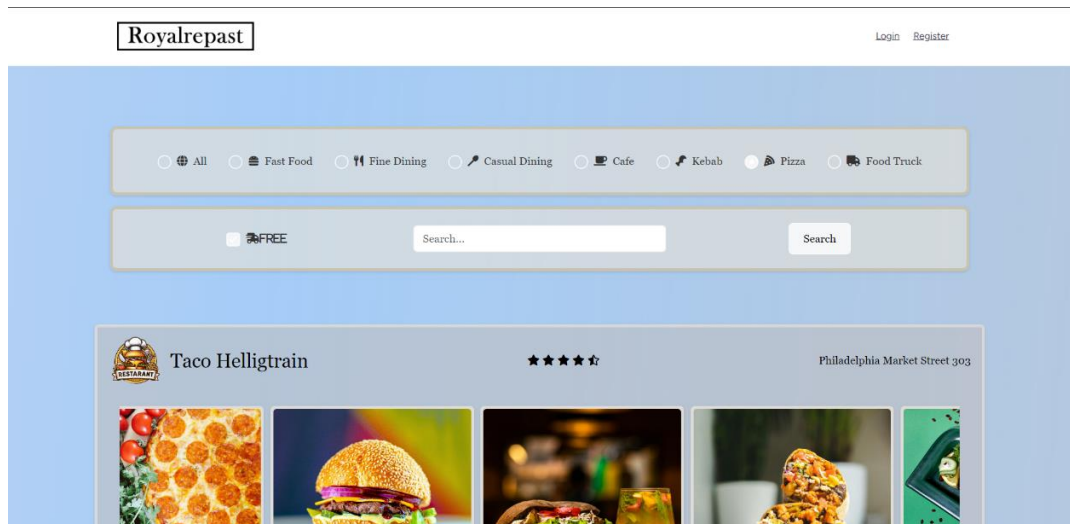 Royalrepast
Login Register
All Fast Food Fine Dining Casual Dining Cafe Kebab Pizza Food Truck
FREE Search... Search
RESTARANT Taco Helligtrain Philadelphia Market Street 303